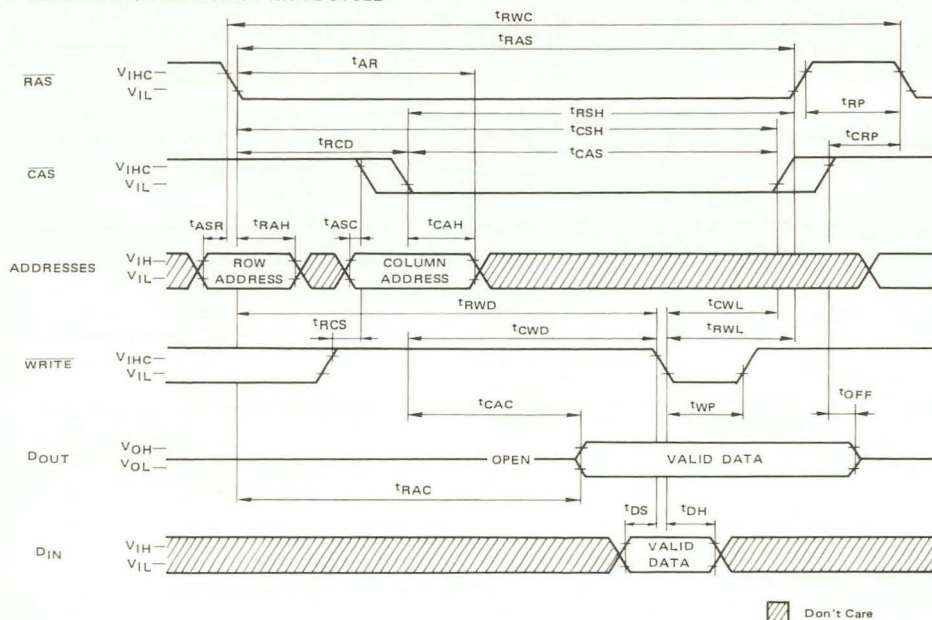 tRWC
tRAS
tAR
RAS
VIHC
VIL
tRSH
tRP
tCSH
tRCD
tCRP
tCAS
CAS
VIHC
VIL
tASR
tRAH
tASC
tCAH
ADDRESSES
VIH
VIL
ROW
ADDRESS
COLUMN
ADDRESS
tRWD
tCWL
tRCS
tCWD
tRWL
WRITE
VIHC
VIL
tCAC
tWP
tOFF
DOUT
VOH
VOL
OPEN
VALID DATA
tRAC
tDS
tDH
DIN
VIH
VIL
VALID
DATA
Don't Care